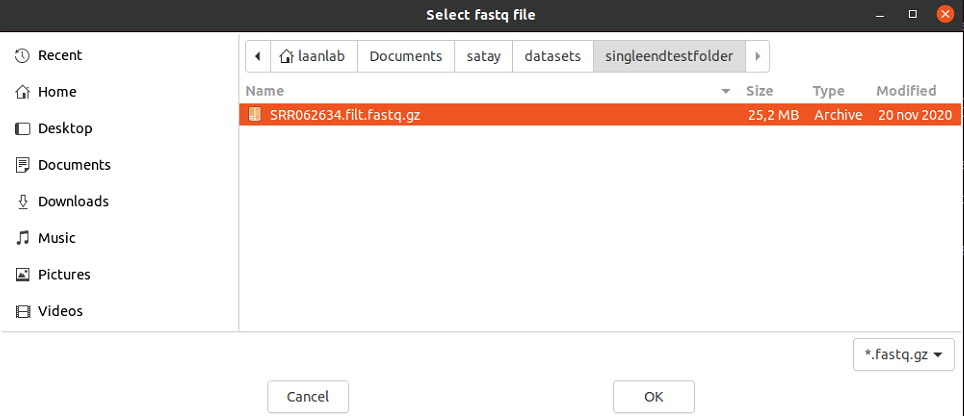 Select fastq file
Recent
Home
Desktop
Documents
Downloads
Music
Pictures
Videos
laanlab Documents satay datasets singleendtestfolder
Name Size Type Modified
SRR062634.filt.fastq.gz 25,2 MB Archive 20 nov 2020
*.fastq.gz
Cancel OK